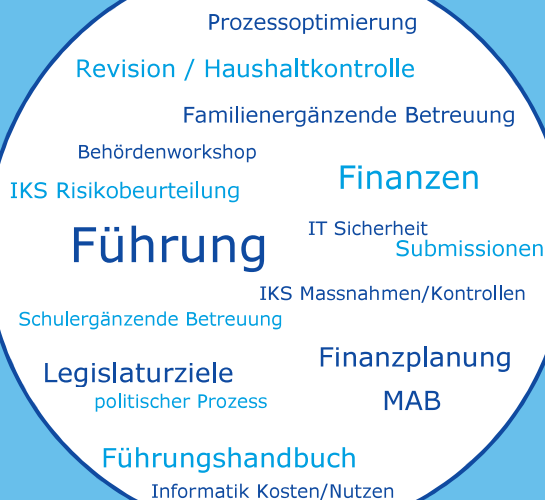 Prozessoptimierung
Revision / Haushaltkontrolle
Familienergänzende Betreuung
Behördenworkshop
Finanzen
IKS Risikobeurteilung
IT Sicherheit
Führung
Submissionen
IKS Massnahmen/Kontrollen
Schulergänzende Betreuung
Finanzplanung
Legislaturziele
politischer Prozess
MAB
Führungshandbuch
Informatik Kosten/Nutzen